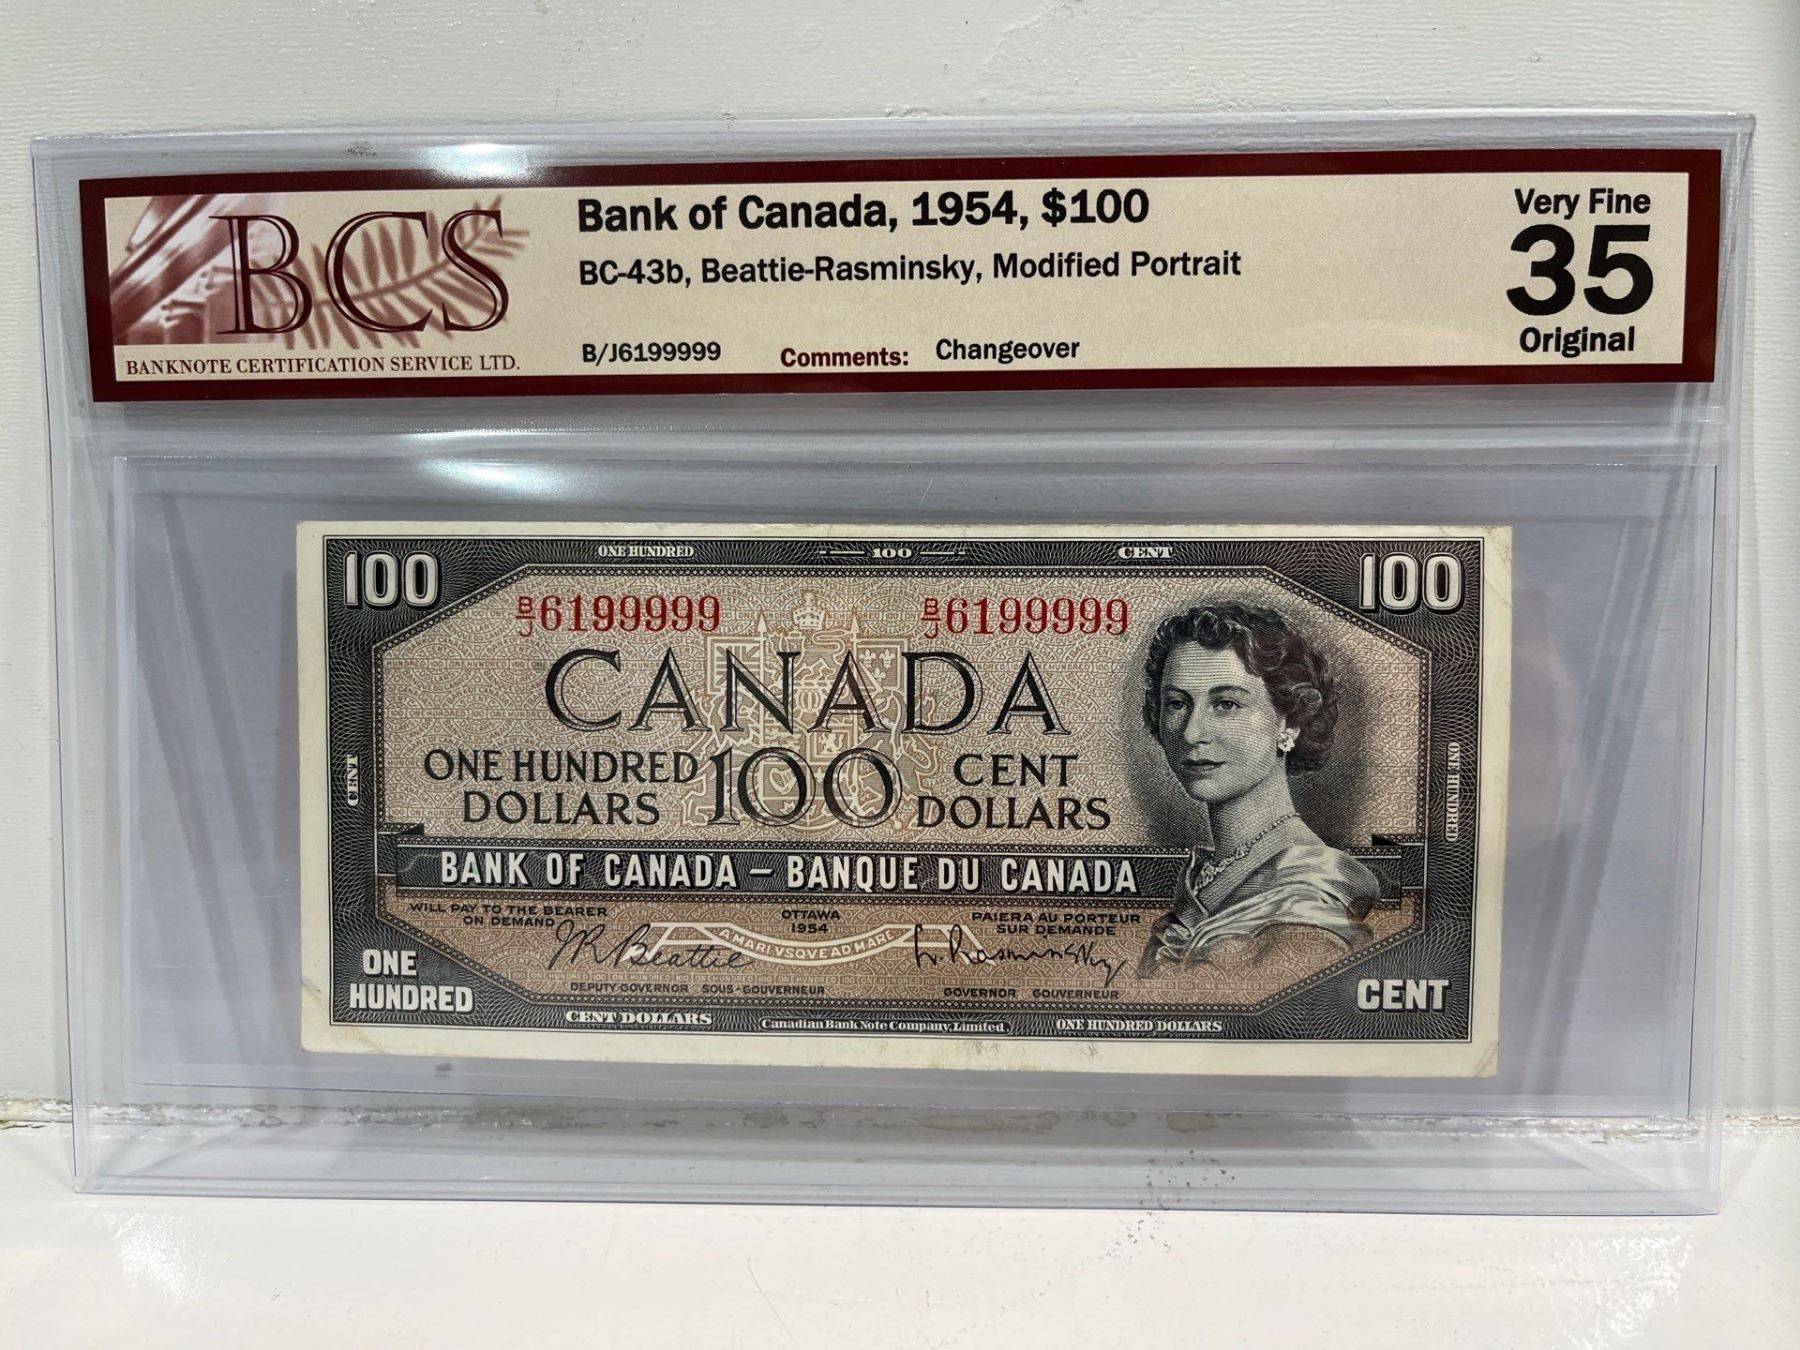 BCS
BANKNOTE CERTIFICATION SERVICE LTD.
Bank of Canada, 1954, $100
BC-43b, Beattie-Rasminsky, Modified Portrait
B/J6199999 Comments: Changeover
Very Fine
35
Original
ONE HUNDRED 100 CENT
100 100
B/J6199999 B/J6199999
CANADA
ONE HUNDRED DOLLARS 100 CENT DOLLARS
CENT
ONE HUNDRED
BANK OF CANADA – BANQUE DU CANADA
WILL PAY TO THE BEARER
ON DEMAND
OTTAWA
1954
PAIERA AU PORTEUR
SUR DEMANDE
A MARI VSQVE AD MARE
J R Beattie
L. Rasminsky
DEPUTY GOVERNOR SOUS-GOUVERNEUR
GOVERNOR GOUVERNEUR
ONE
HUNDRED
CENT
CENT DOLLARS Canadian Bank Note Company, Limited ONE HUNDRED DOLLARS